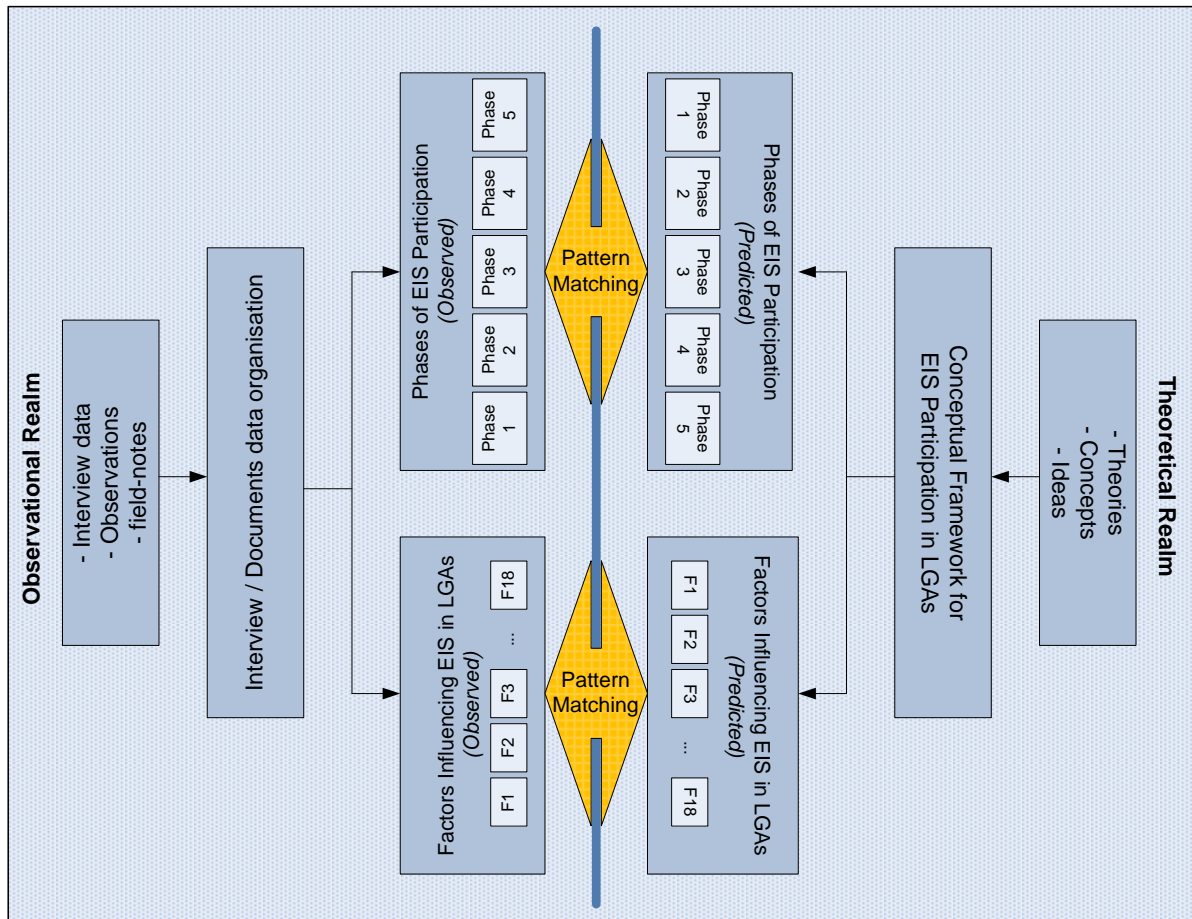 Theoretical Realm
- Theories
- Concepts
- Ideas
Conceptual Framework for
EIS Participation in LGAs
Phases of EIS Participation
(Predicted)
Phase
1
Phase
2
Phase
3
Phase
4
Phase
5
Factors Influencing EIS in LGAs
(Predicted)
F1
F2
F3
...
F18
Pattern
Matching
Pattern
Matching
Phases of EIS Participation
(Observed)
Phase
5
Phase
4
Phase
3
Phase
2
Phase
1
Factors Influencing EIS in LGAs
(Observed)
F18
...
F3
F2
F1
Interview / Documents data organisation
- Interview data
- Observations
- field-notes
Observational Realm